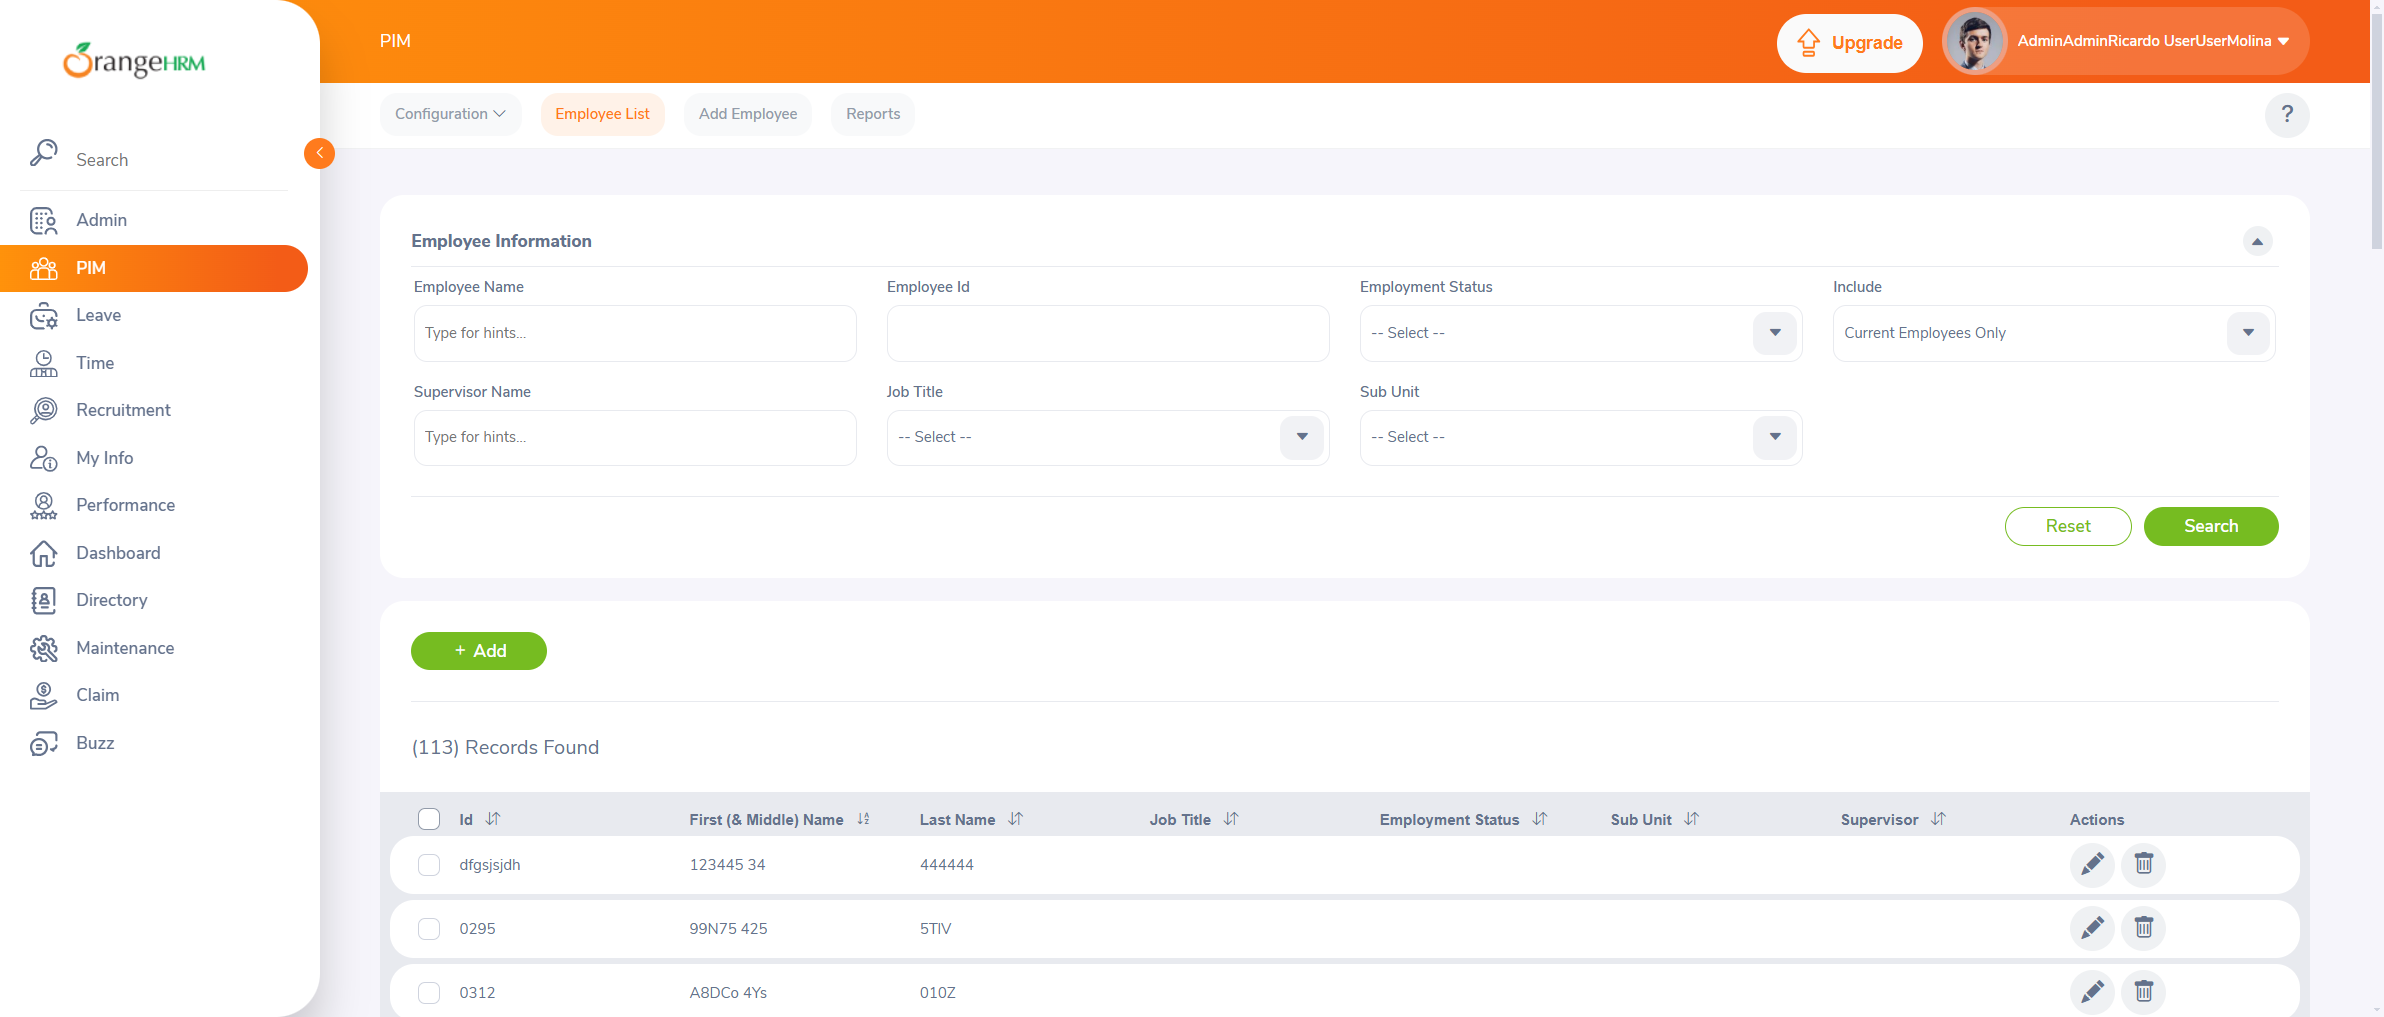 OrangeHRM
PIM
Upgrade
AdminAdminRicardo UserUserMolina
Configuration
Employee List
Add Employee
Reports
?
Search
Admin
PIM
Leave
Time
Recruitment
My Info
Performance
Dashboard
Directory
Maintenance
Claim
Buzz
Employee Information
Employee Name
Employee Id
Employment Status
Include
Type for hints...
-- Select --
Current Employees Only
Supervisor Name
Job Title
Sub Unit
Type for hints...
-- Select --
-- Select --
Reset
Search
+ Add
(113) Records Found
Id First (& Middle) Name Last Name Job Title Employment Status Sub Unit Supervisor Actions
dfgsjsjdh 123445 34 444444
0295 99N75 425 5TIV
0312 A8DCo 4Ys 010Z